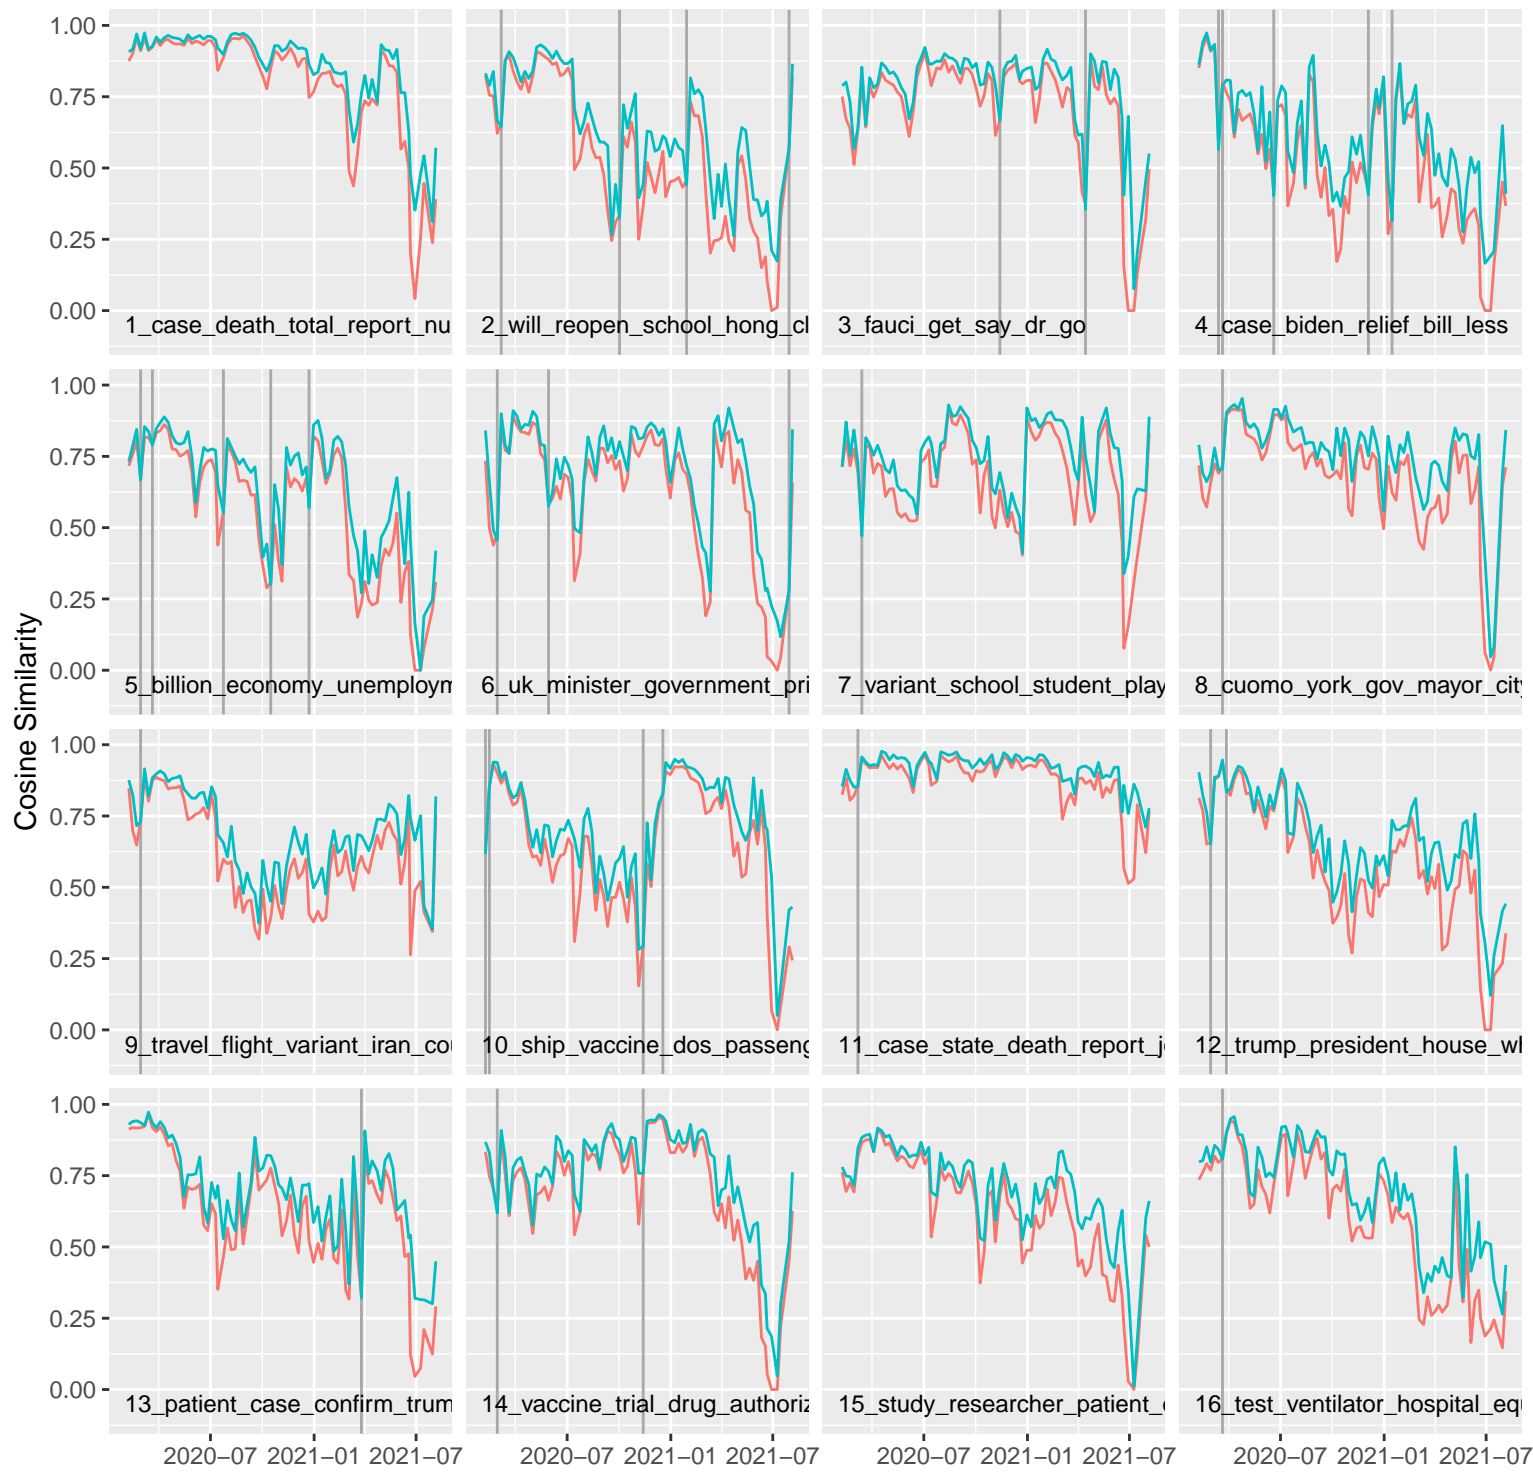 1.00
0.75
0.50
0.25
0.00
1_case_death_total_report_nu
2_will_reopen_school_hong_cl
3_fauci_get_say_dr_go
4_case_biden_relief_bill_less
1.00
0.75
0.50
0.25
0.00
5_billion_economy_unemploym
6_uk_minister_government_pri
7_variant_school_student_play
8_cuomo_york_gov_mayor_city
Cosine Similarity
1.00
0.75
0.50
0.25
0.00
9_travel_flight_variant_iran_cou
10_ship_vaccine_dos_passeng
11_case_state_death_report_j
12_trump_president_house_wh
1.00
0.75
0.50
0.25
0.00
13_patient_case_confirm_trum
14_vaccine_trial_drug_authoriz
15_study_researcher_patient_
16_test_ventilator_hospital_equ
2020−07 2021−01 2021−07
2020−07 2021−01 2021−07
2020−07 2021−01 2021−07
2020−07 2021−01 2021−07